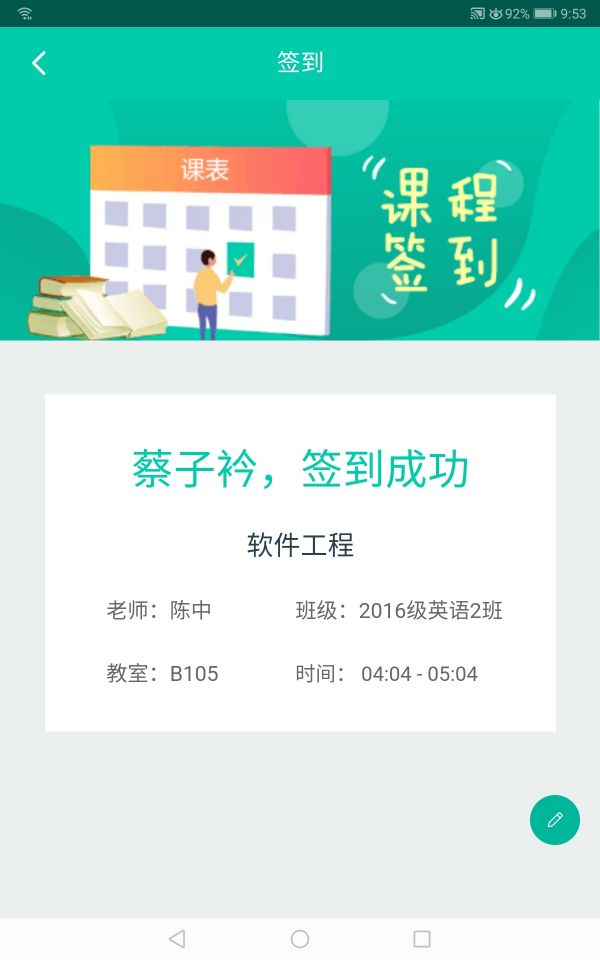 92% 9:53
签到
课表
课程
签到
蔡子衿，签到成功
软件工程
老师：陈中 班级：2016级英语2班
教室：B105 时间： 04:04 - 05:04